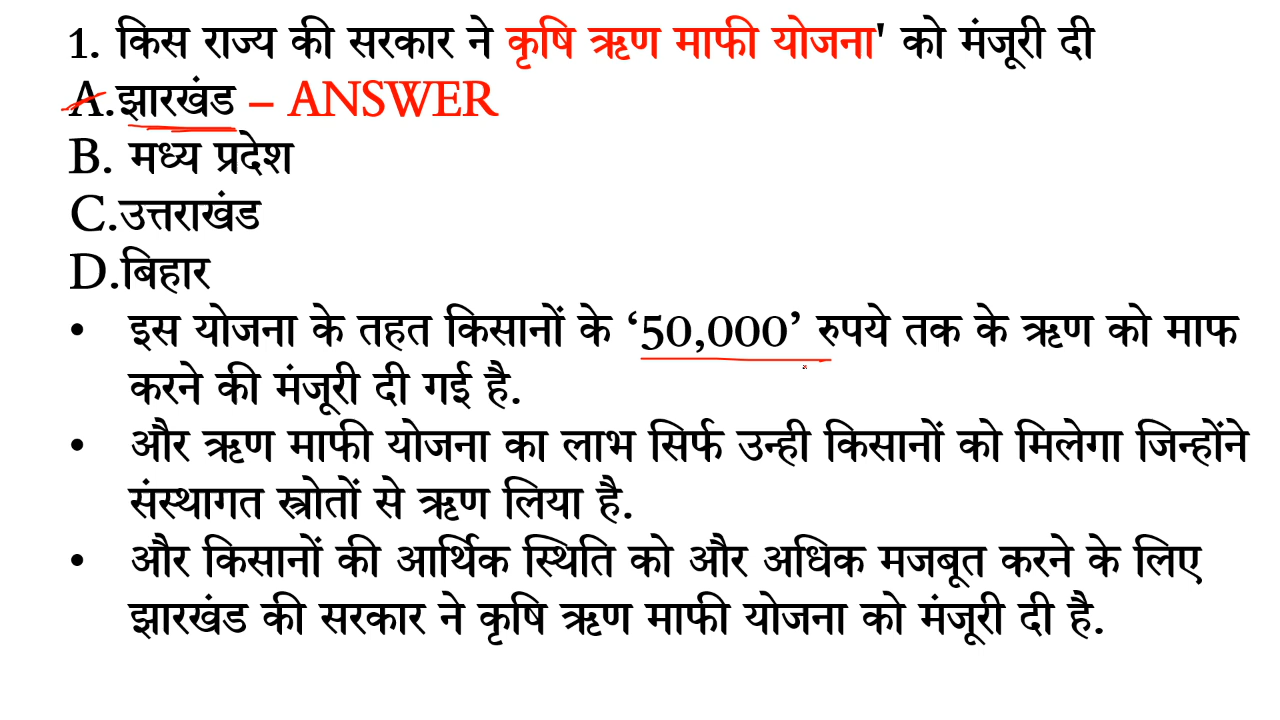 1. किस राज्य की सरकार ने कृषि ऋण माफी योजना' को मंजूरी दी
A.झारखंड – ANSWER
B. मध्य प्रदेश
C.उत्तराखंड
D.बिहार
• इस योजना के तहत किसानों के ‘50,000’ रुपये तक के ऋण को माफ
करने की मंजूरी दी गई है.
• और ऋण माफी योजना का लाभ सिर्फ उन्ही किसानों को मिलेगा जिन्होंने
संस्थागत स्त्रोतों से ऋण लिया है.
• और किसानों की आर्थिक स्थिति को और अधिक मजबूत करने के लिए
झारखंड की सरकार ने कृषि ऋण माफी योजना को मंजूरी दी है.